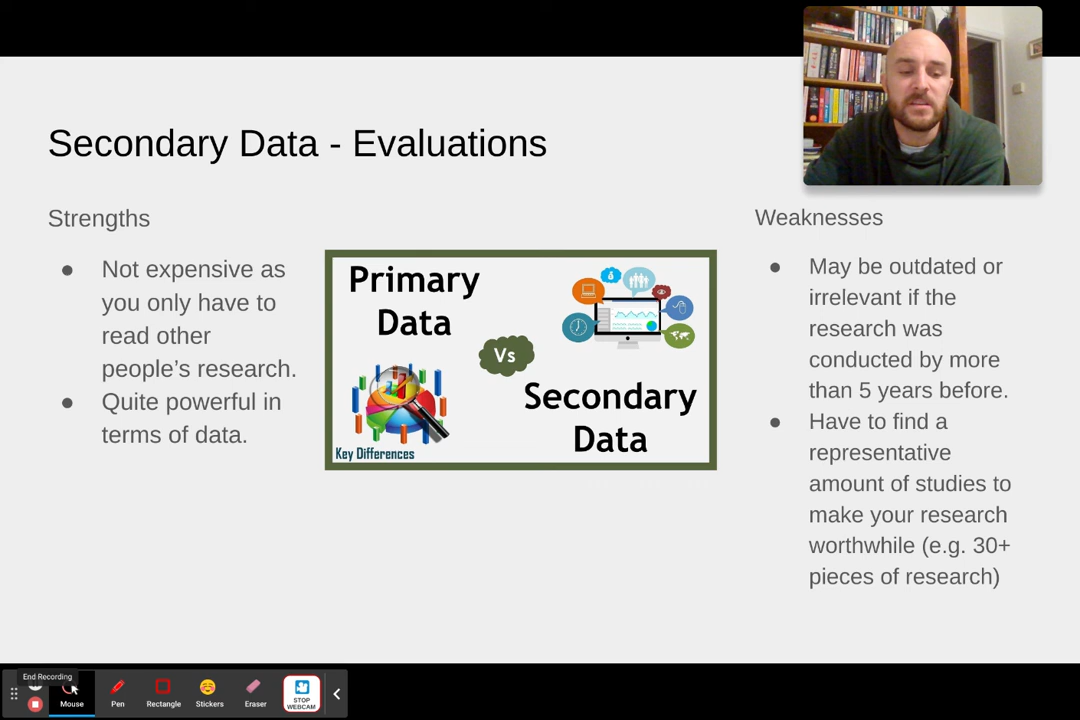 Secondary Data - Evaluations
Strengths
● Not expensive as
you only have to
read other
people's research.
● Quite powerful in
terms of data.
Primary
Data
Vs
Secondary
Data
Key Differences
Weaknesses
● May be outdated or
irrelevant if the
research was
conducted by more
than 5 years before.
● Have to find a
representative
amount of studies to
make your research
worthwhile (e.g. 30+
pieces of research)
End Recording
Mouse
Pen
Rectangle
Stickers
Eraser
STOP
WEBCAM